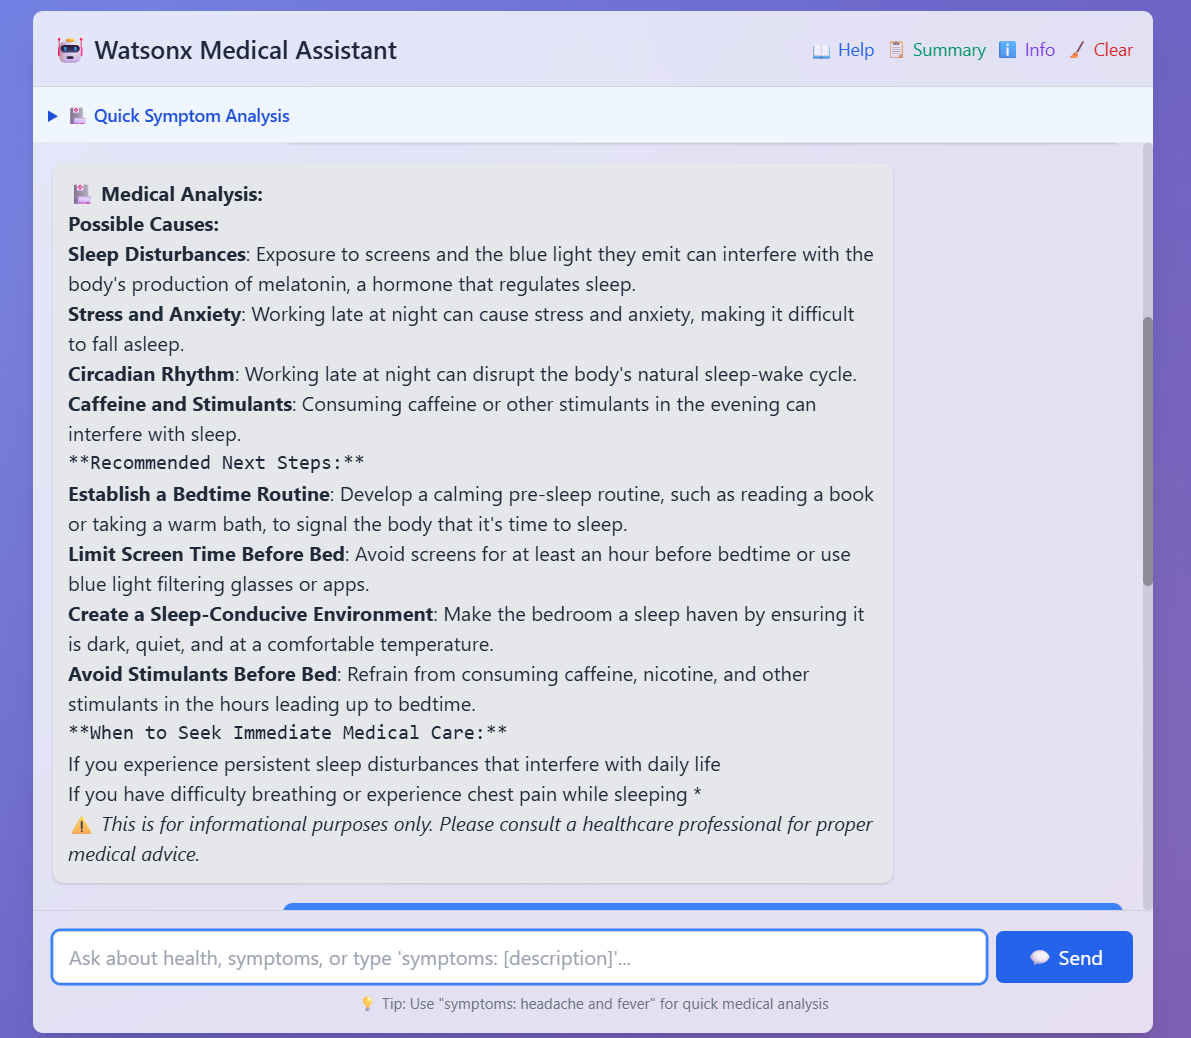 Watsonx Medical Assistant
Help Summary Info Clear
Quick Symptom Analysis
Medical Analysis:
Possible Causes:
Sleep Disturbances: Exposure to screens and the blue light they emit can interfere with the
body's production of melatonin, a hormone that regulates sleep.
Stress and Anxiety: Working late at night can cause stress and anxiety, making it difficult
to fall asleep.
Circadian Rhythm: Working late at night can disrupt the body's natural sleep-wake cycle.
Caffeine and Stimulants: Consuming caffeine or other stimulants in the evening can
interfere with sleep.
**Recommended Next Steps:**
Establish a Bedtime Routine: Develop a calming pre-sleep routine, such as reading a book
or taking a warm bath, to signal the body that it's time to sleep.
Limit Screen Time Before Bed: Avoid screens for at least an hour before bedtime or use
blue light filtering glasses or apps.
Create a Sleep-Conducive Environment: Make the bedroom a sleep haven by ensuring it
is dark, quiet, and at a comfortable temperature.
Avoid Stimulants Before Bed: Refrain from consuming caffeine, nicotine, and other
stimulants in the hours leading up to bedtime.
**When to Seek Immediate Medical Care:**
If you experience persistent sleep disturbances that interfere with daily life
If you have difficulty breathing or experience chest pain while sleeping *
This is for informational purposes only. Please consult a healthcare professional for proper
medical advice.
Ask about health, symptoms, or type 'symptoms: [description]'...
Send
Tip: Use "symptoms: headache and fever" for quick medical analysis